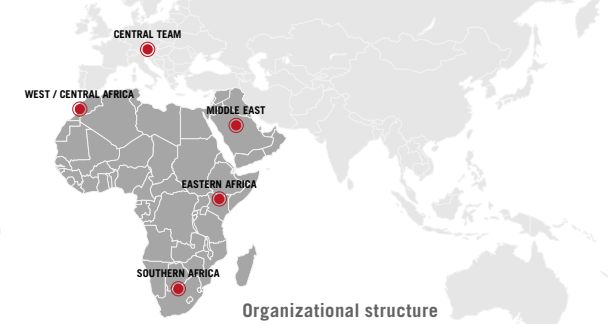 CENTRAL TEAM
WEST / CENTRAL AFRICA
MIDDLE EAST
EASTERN AFRICA
SOUTHERN AFRICA
Organizational structure